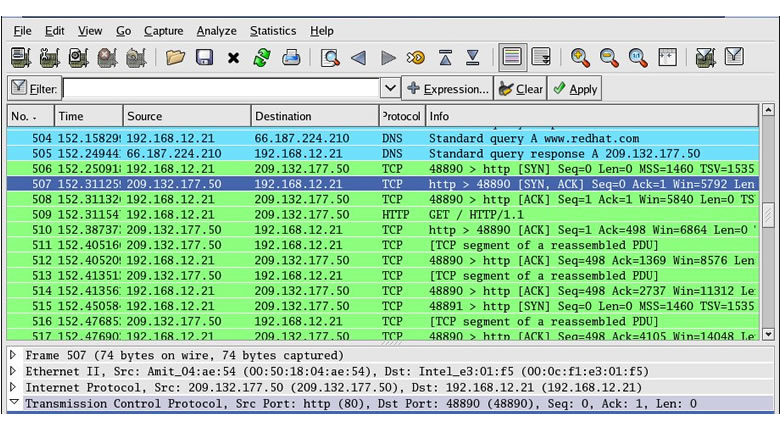 File Edit View Go Capture Analyze Statistics Help
Filter: Expression... Clear Apply
No. . Time Source Destination Protocol Info
504 152.15829 192.168.12.21 66.187.224.210 DNS Standard query A www.redhat.com
505 152.24944 66.187.224.210 192.168.12.21 DNS Standard query response A 209.132.177.50
506 152.25091 192.168.12.21 209.132.177.50 TCP 48890 > http [SYN] Seq=0 Len=0 MSS=1460 TSV=1535
507 152.31125 209.132.177.50 192.168.12.21 TCP http > 48890 [SYN, ACK] Seq=0 Ack=1 Win=5792 Len
508 152.31132 192.168.12.21 209.132.177.50 TCP 48890 > http [ACK] Seq=1 Ack=1 Win=5840 Len=0 TS
509 152.31154 192.168.12.21 209.132.177.50 HTTP GET / HTTP/1.1
510 152.38737 209.132.177.50 192.168.12.21 TCP http > 48890 [ACK] Seq=1 Ack=498 Win=6864 Len=0
511 152.40516 209.132.177.50 192.168.12.21 TCP [TCP segment of a reassembled PDU]
512 152.40520 192.168.12.21 209.132.177.50 TCP 48890 > http [ACK] Seq=498 Ack=1369 Win=8576 Len
513 152.41351 209.132.177.50 192.168.12.21 TCP [TCP segment of a reassembled PDU]
514 152.41356 192.168.12.21 209.132.177.50 TCP 48890 > http [ACK] Seq=498 Ack=2737 Win=11312 Le
515 152.45058 192.168.12.21 209.132.177.50 TCP 48891 > http [SYN] Seq=0 Len=0 MSS=1460 TSV=1535
516 152.47685 209.132.177.50 192.168.12.21 TCP [TCP segment of a reassembled PDU]
517 152.47690 192.168.12.21 209.132.177.50 TCP 48890 > http [ACK] Seq=498 Ack=4105 Win=14048 Le
Frame 507 (74 bytes on wire, 74 bytes captured)
Ethernet II, Src: Amit_04:ae:54 (00:50:18:04:ae:54), Dst: Intel_e3:01:f5 (00:0c:f1:e3:01:f5)
Internet Protocol, Src: 209.132.177.50 (209.132.177.50), Dst: 192.168.12.21 (192.168.12.21)
Transmission Control Protocol, Src Port: http (80), Dst Port: 48890 (48890), Seq: 0, Ack: 1, Len: 0